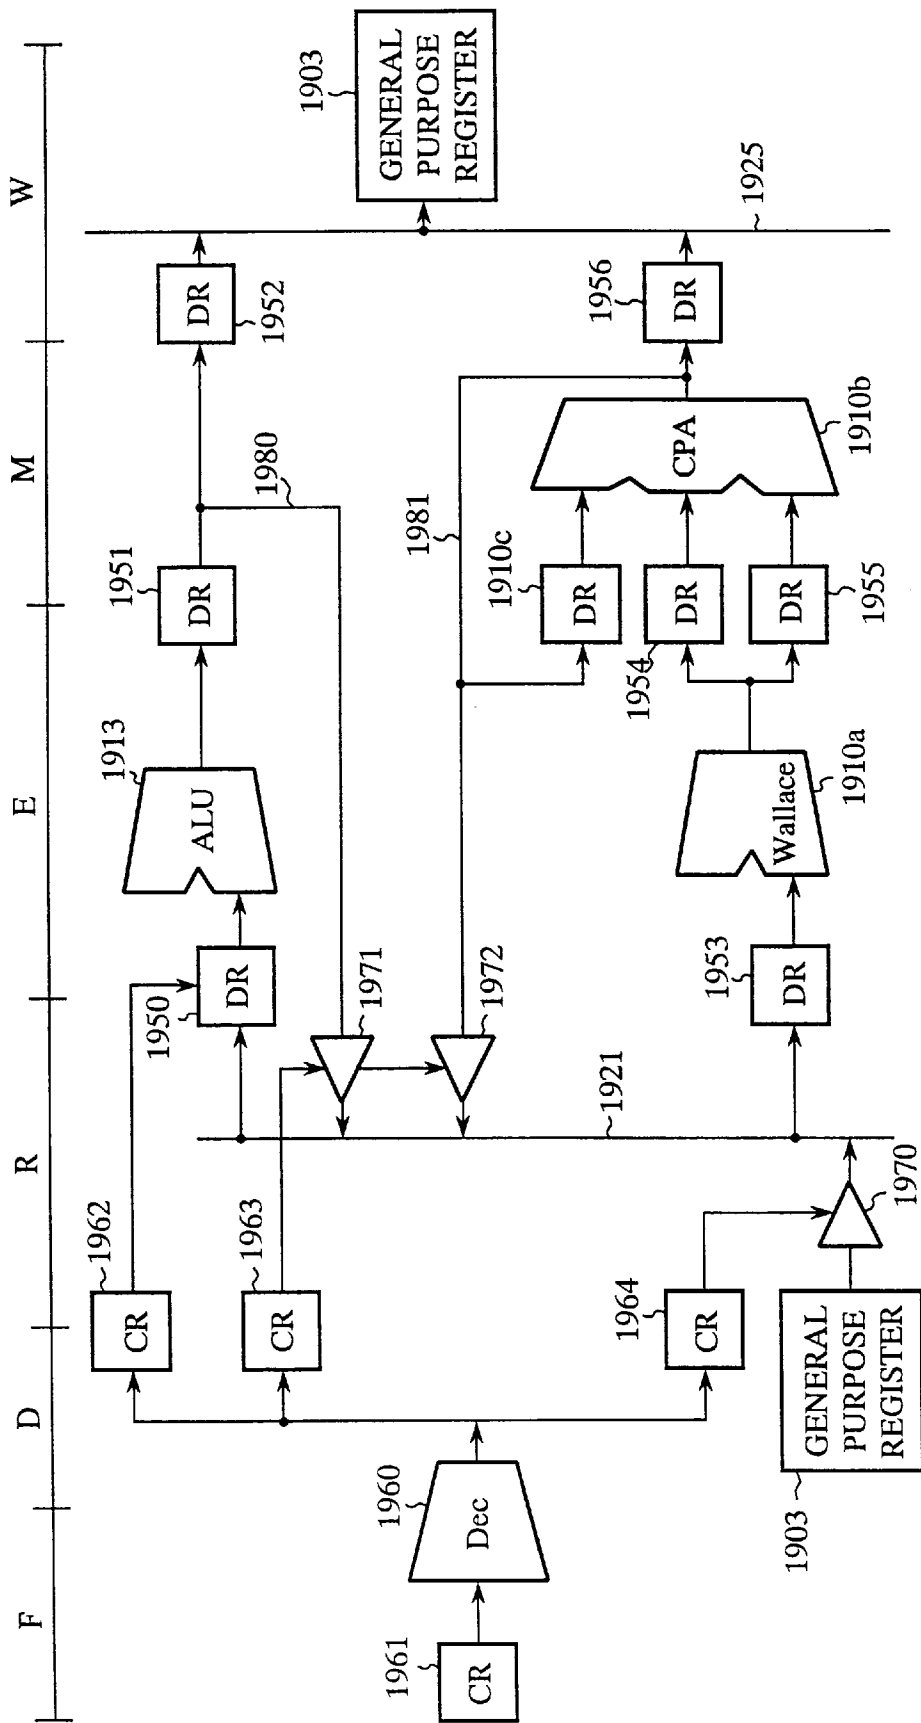 F D R E M W
1961
CR
1960
Dec
1962
CR
1963
CR
1964
CR
1903
GENERAL
PURPOSE
REGISTER
1970
1921
1950
DR
1971
1972
1953
DR
1913
ALU
1910a
Wallace
1951
DR
1980
1981
1910c
DR
1954
DR
1955
DR
CPA
1910b
1952
DR
1956
DR
1925
1903
GENERAL
PURPOSE
REGISTER